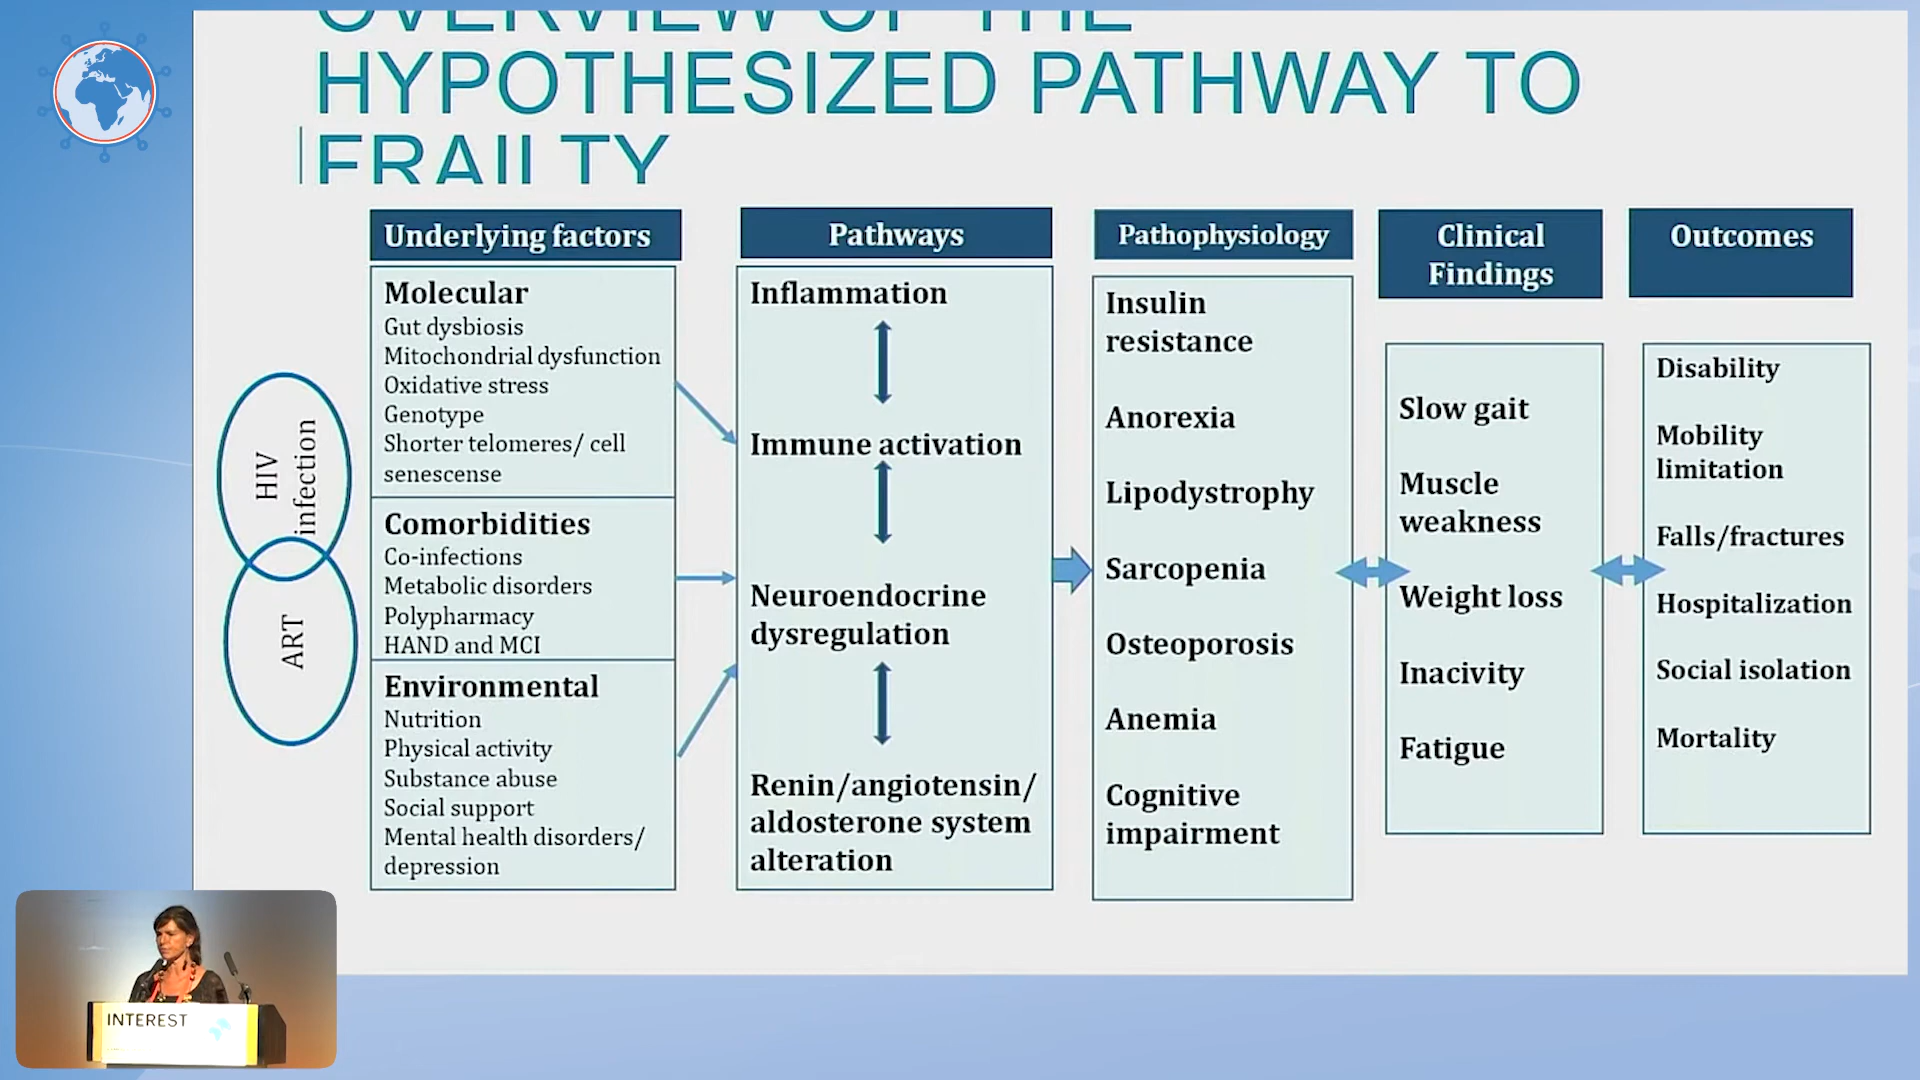 OVERVIEW OF THE
HYPOTHESIZED PATHWAY TO
FRAILTY
Underlying factors
Molecular
Gut dysbiosis
Mitochondrial dysfunction
Oxidative stress
Genotype
Shorter telomeres/ cell
senescense
Comorbidities
Co-infections
Metabolic disorders
Polypharmacy
HAND and MCI
Environmental
Nutrition
Physical activity
Substance abuse
Social support
Mental health disorders/
depression
HIV
infection
ART
Pathways
Inflammation
Immune activation
Neuroendocrine
dysregulation
Renin/angiotensin/
aldosterone system
alteration
Pathophysiology
Insulin
resistance
Anorexia
Lipodystrophy
Sarcopenia
Osteoporosis
Anemia
Cognitive
impairment
Clinical
Findings
Slow gait
Muscle
weakness
Weight loss
Inacivity
Fatigue
Outcomes
Disability
Mobility
limitation
Falls/fractures
Hospitalization
Social isolation
Mortality
INTEREST